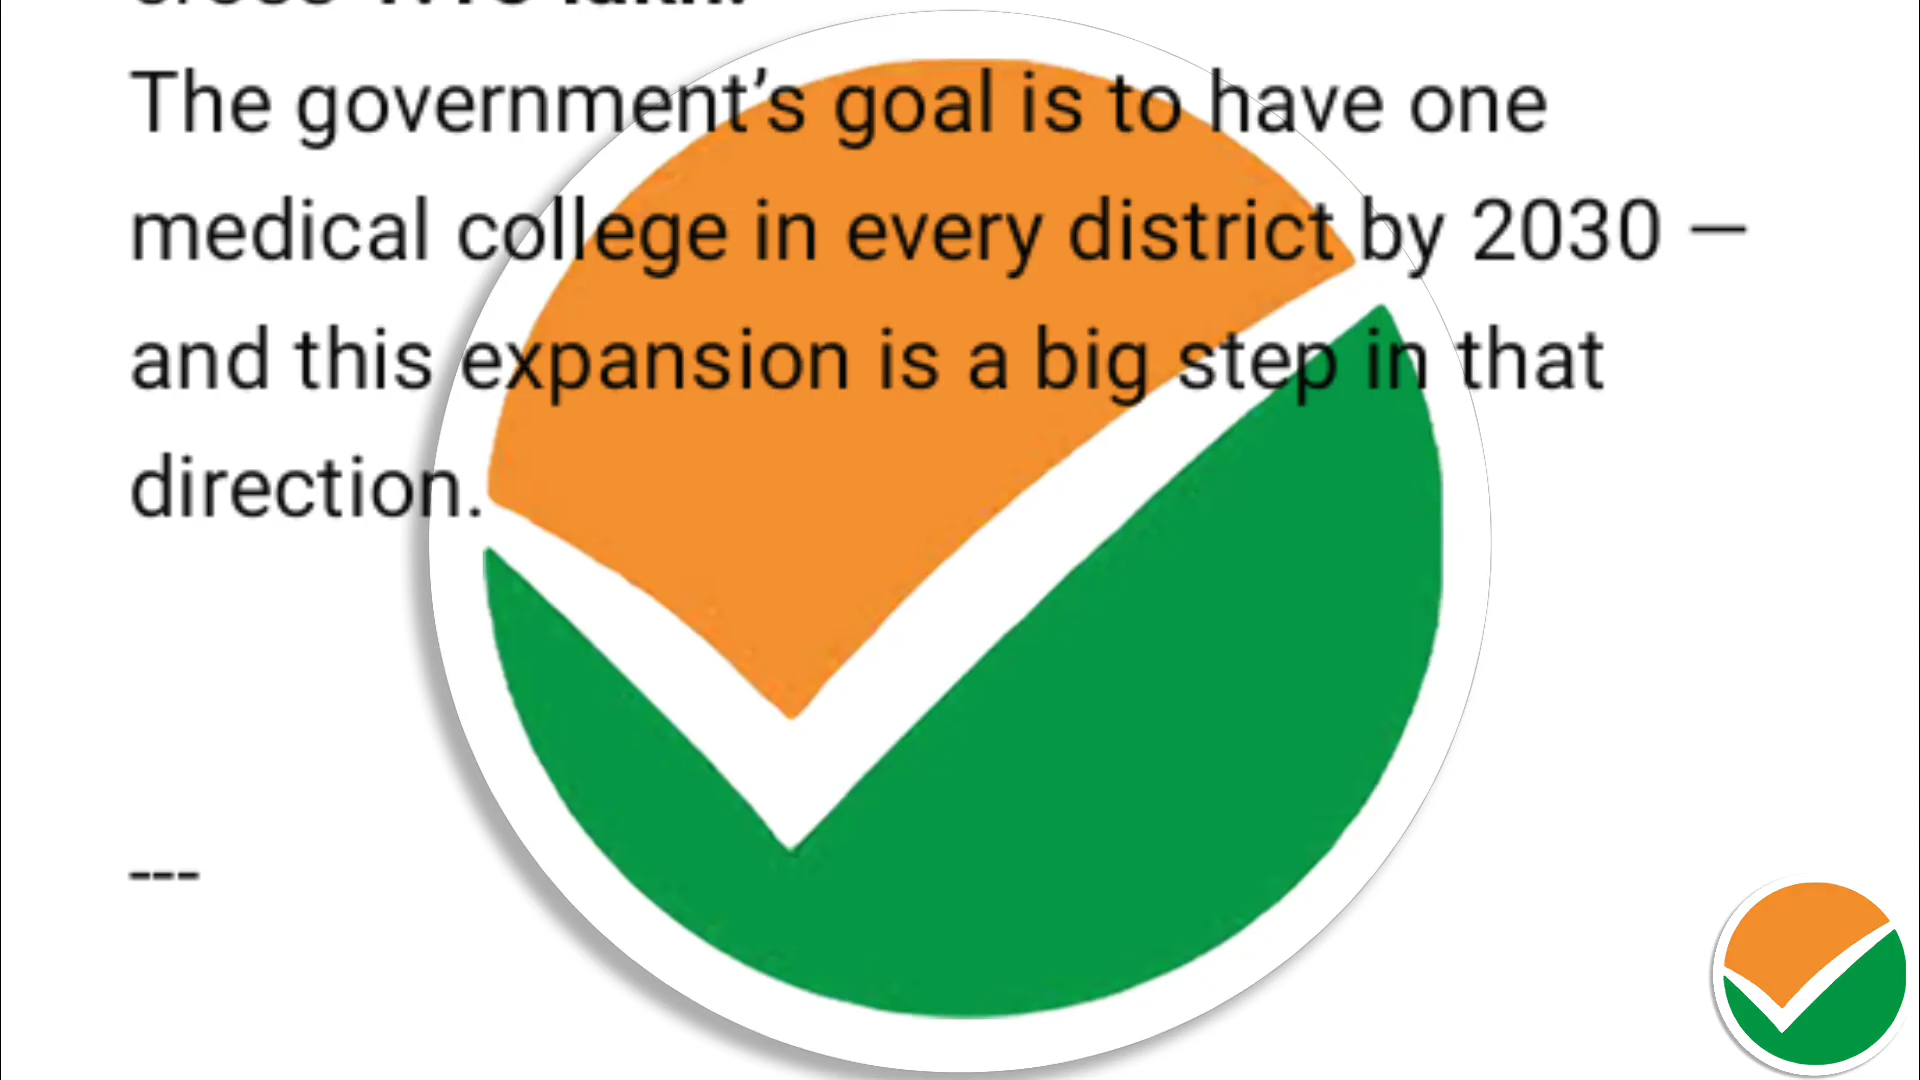 The government’s goal is to have one
medical college in every district by 2030 —
and this expansion is a big step in that
direction.
---